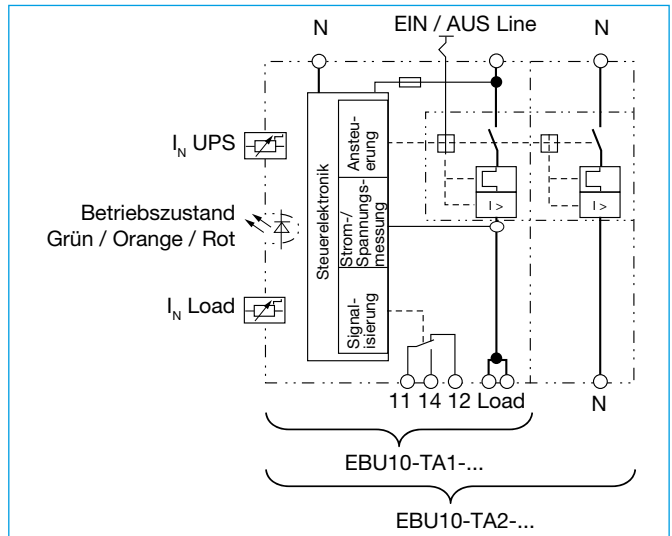 N
EIN / AUS Line
N
I_N UPS
Betriebszustand
Grün / Orange / Rot
I_N Load
Steuerelektronik
Ansteu-
erung
Strom-/
Spannungs-
messung
Signal-
isierung
I >
I >
11 14 12 Load
N
EBU10-TA1-...
EBU10-TA2-...